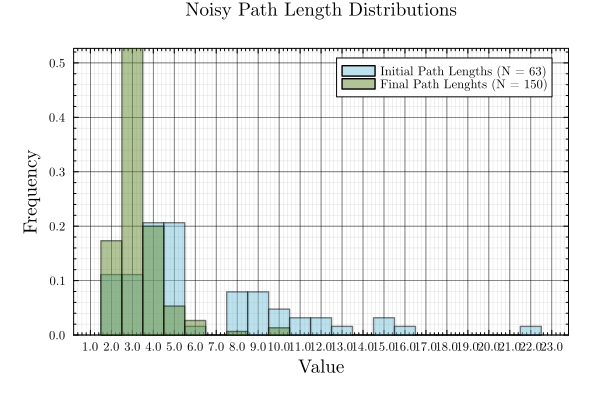 Noisy Path Length Distributions
Initial Path Lengths (N = 63)
Final Path Lenghts (N = 150)
Frequency
0.5
0.4
0.3
0.2
0.1
0.0
1.0 2.0 3.0 4.0 5.0 6.0 7.0 8.0 9.0 10.0 11.0 12.0 13.0 14.0 15.0 16.0 17.0 18.0 19.0 20.0 21.0 22.0 23.0
Value